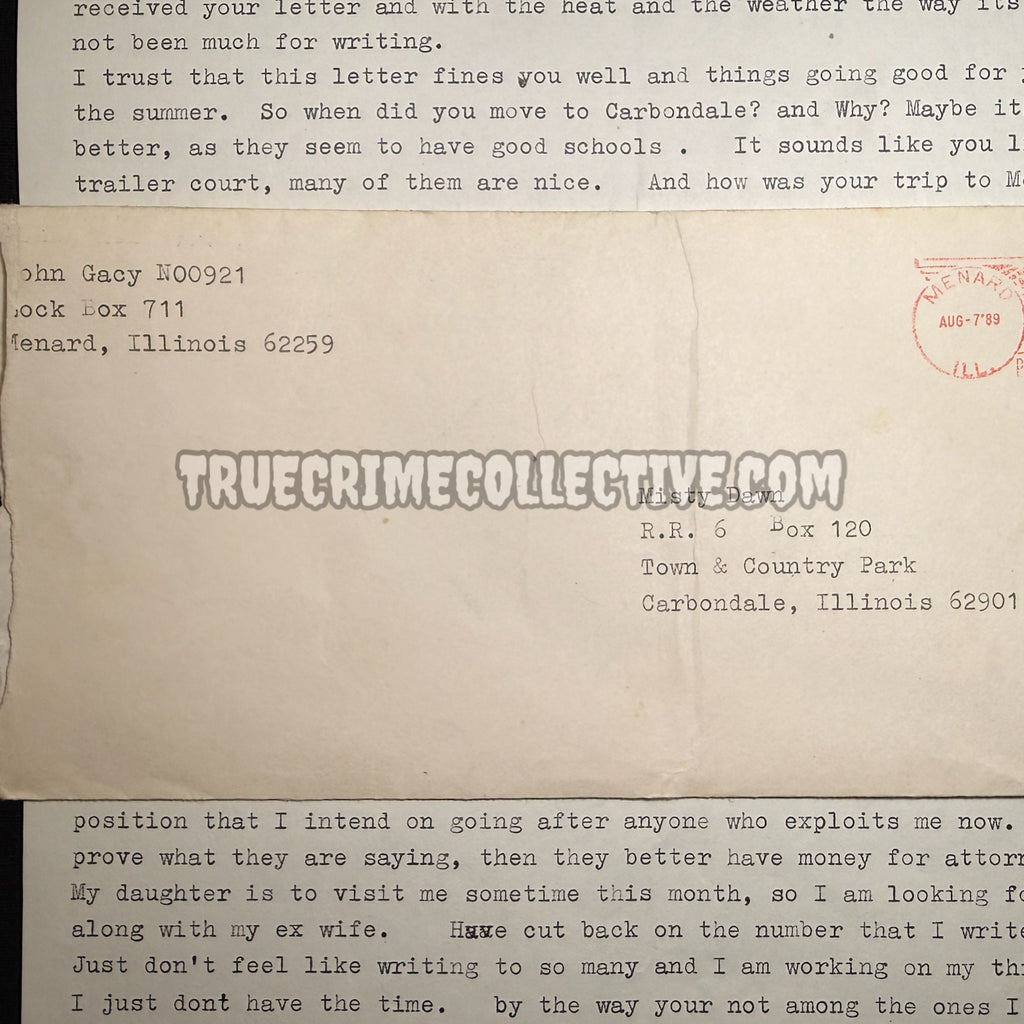 received your letter and with the heat and the weather the way its
not been much for writing.
I trust that this letter fines you well and things going good for
the summer.  So when did you move to Carbondale? and Why? Maybe it
better, as they seem to have good schools .   It sounds like you
trailer court, many of them are nice.   And how was your trip to
ohn Gacy N00921
ock Box 711
Menard, Illinois 62259
MENARD
AUG-7'89
ILL.
TRUECRIMECOLLECTIVE.COM
Misty Dawn
R.R. 6   Box 120
Town & Country Park
Carbondale, Illinois 62901
position that I intend on going after anyone who exploits me now.
prove what they are saying, then they better have money for
My daughter is to visit me sometime this month, so I am looking
along with my ex wife.    Have cut back on the number that I write
Just don't feel like writing to so many and I am working on my
I just dont have the time.   by the way your not among the ones I